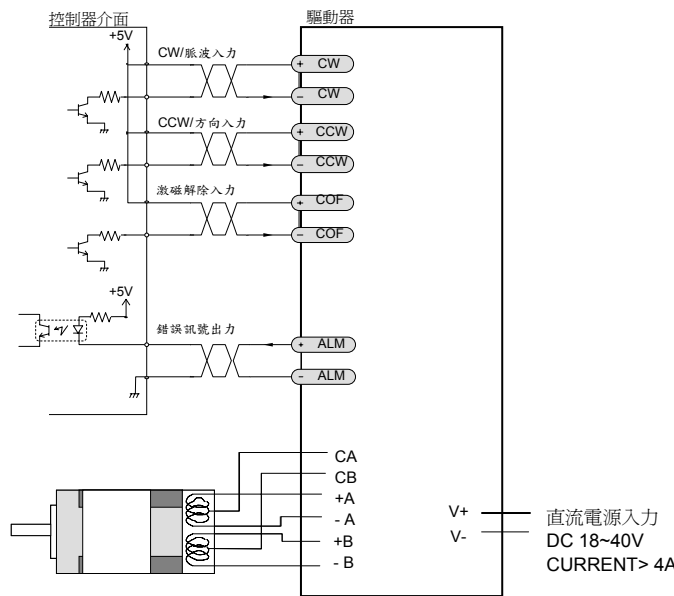 控制器介面
驅動器
+5V
CW/脈波入力
+ CW
- CW
CCW/方向入力
+ CCW
- CCW
激磁解除入力
+ COF
- COF
+5V
錯誤訊號出力
+ ALM
- ALM
CA
CB
+A
- A
+B
- B
V+
V-
直流電源入力
DC 18~40V
CURRENT> 4A